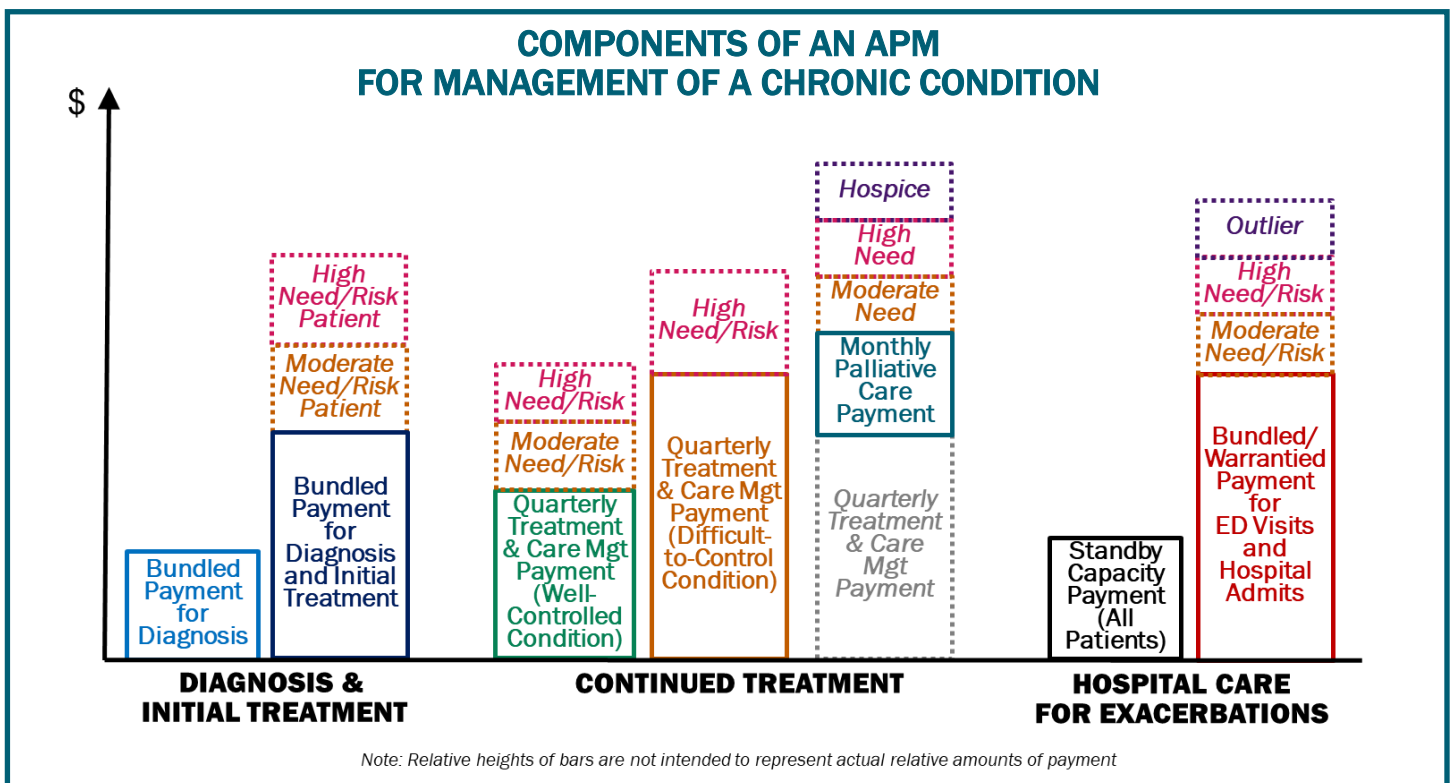 COMPONENTS OF AN APM
FOR MANAGEMENT OF A CHRONIC CONDITION
$
High
Need/Risk
Patient
Moderate
Need/Risk
Patient
Bundled
Payment
for
Diagnosis
and Initial
Treatment
Bundled
Payment
for
Diagnosis
High
Need/Risk
Moderate
Need/Risk
Quarterly
Treatment
& Care Mgt
Payment
(Well-
Controlled
Condition)
High
Need/Risk
Quarterly
Treatment
& Care Mgt
Payment
(Difficult-
to-Control
Condition)
Hospice
High
Need
Moderate
Need
Monthly
Palliative
Care
Payment
Quarterly
Treatment
& Care
Mgt
Payment
Standby
Capacity
Payment
(All
Patients)
Outlier
High
Need/Risk
Moderate
Need/Risk
Bundled/
Warrantied
Payment
for
ED Visits
and
Hospital
Admits
DIAGNOSIS &
INITIAL TREATMENT
CONTINUED TREATMENT
HOSPITAL CARE
FOR EXACERBATIONS
Note: Relative heights of bars are not intended to represent actual relative amounts of payment